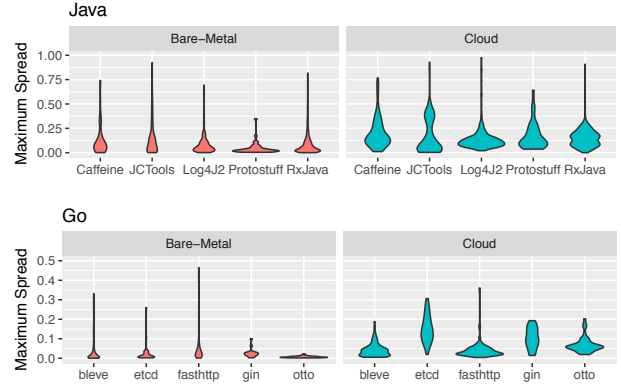 Java
Bare-Metal Cloud
Maximum Spread
1.00
0.75
0.50
0.25
0.00
Caffeine JCTools Log4J2 Protostuff RxJava Caffeine JCTools Log4J2 Protostuff RxJava
Go
Bare-Metal Cloud
Maximum Spread
0.5
0.4
0.3
0.2
0.1
0.0
bleve etcd fasthttp gin otto bleve etcd fasthttp gin otto